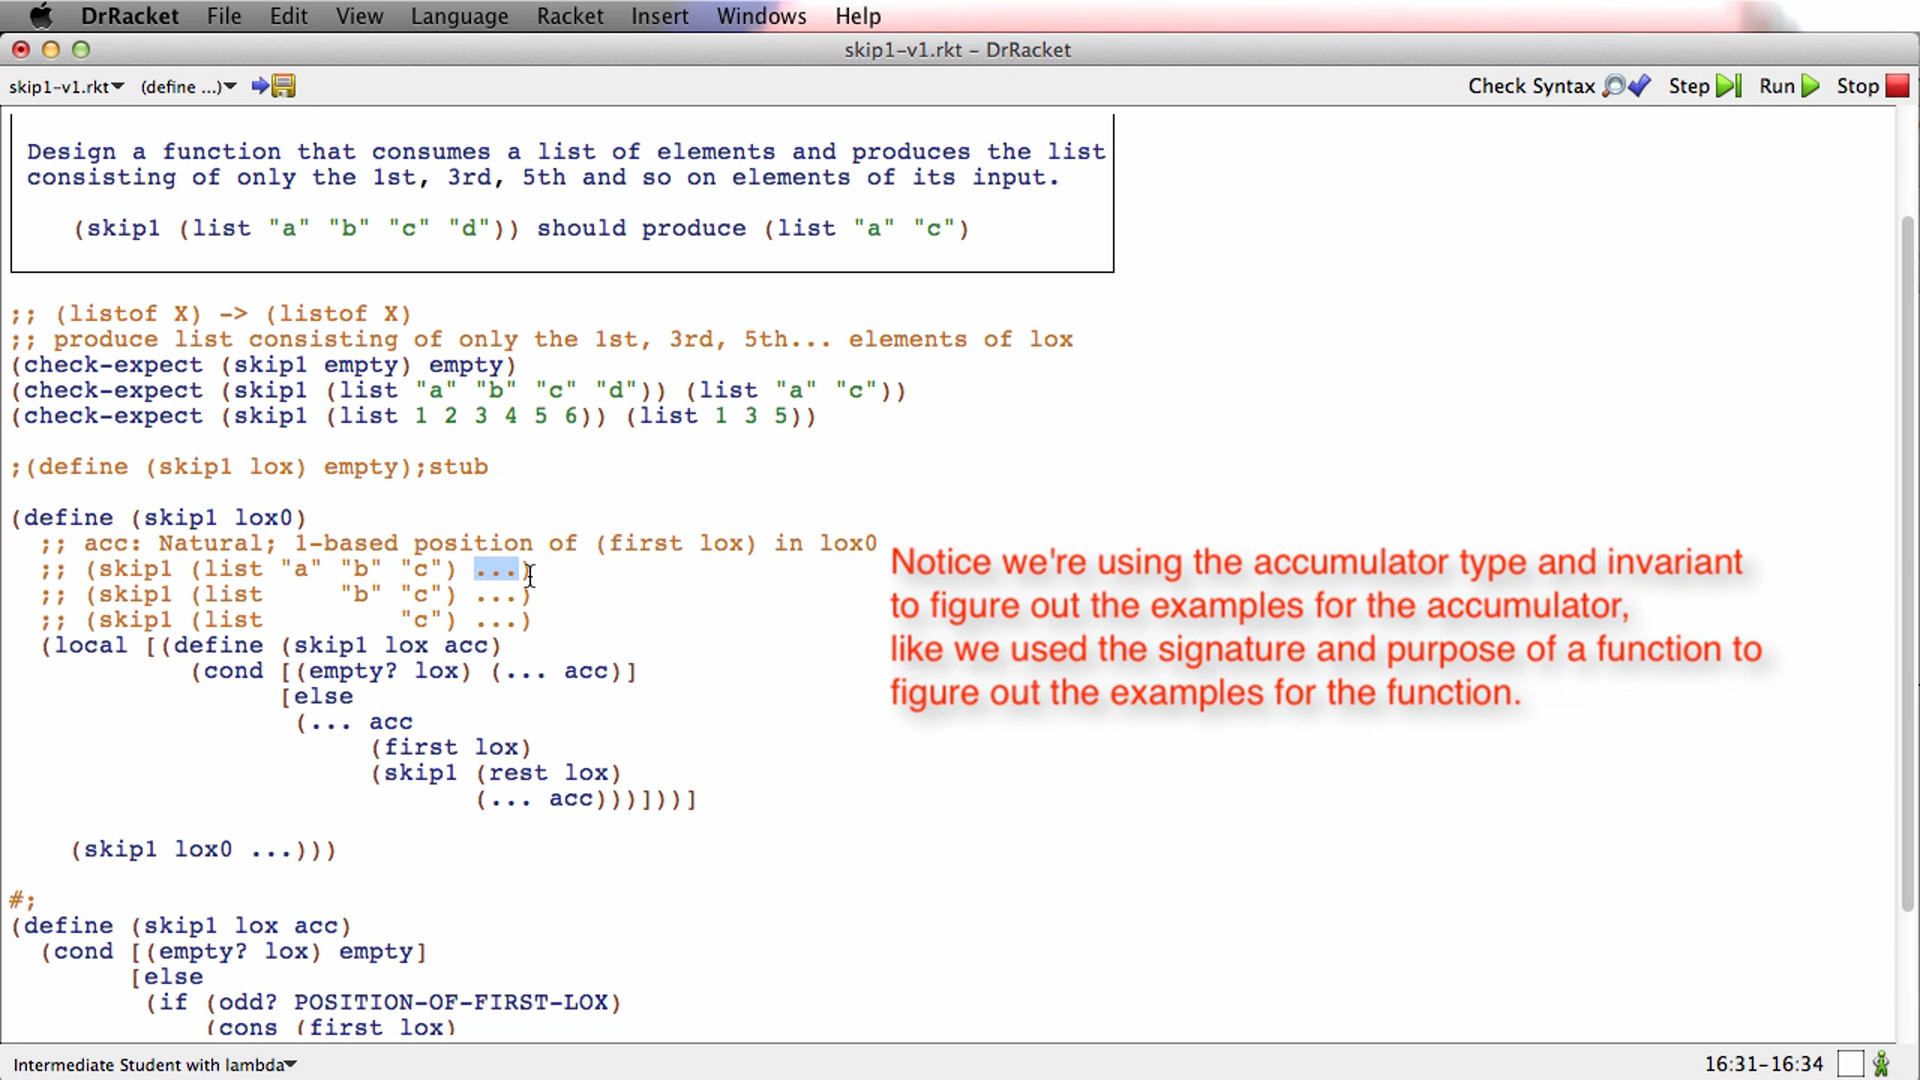 DrRacket File Edit View Language Racket Insert Windows Help
skip1-v1.rkt - DrRacket
skip1-v1.rkt (define ...) Check Syntax Step Run Stop
Design a function that consumes a list of elements and produces the list
consisting of only the 1st, 3rd, 5th and so on elements of its input.
(skip1 (list "a" "b" "c" "d")) should produce (list "a" "c")
;; (listof X) -> (listof X)
;; produce list consisting of only the 1st, 3rd, 5th... elements of lox
(check-expect (skip1 empty) empty)
(check-expect (skip1 (list "a" "b" "c" "d")) (list "a" "c"))
(check-expect (skip1 (list 1 2 3 4 5 6)) (list 1 3 5))
;(define (skip1 lox) empty);stub
(define (skip1 lox0)
;; acc: Natural; 1-based position of (first lox) in lox0
;; (skip1 (list "a" "b" "c") ...)
;; (skip1 (list "b" "c") ...)
;; (skip1 (list "c") ...)
(local [(define (skip1 lox acc)
(cond [(empty? lox) (... acc)]
[else
(... acc
(first lox)
(skip1 (rest lox)
(... acc)))]))]
(skip1 lox0 ...)))
Notice we're using the accumulator type and invariant
to figure out the examples for the accumulator,
like we used the signature and purpose of a function to
figure out the examples for the function.
#;
(define (skip1 lox acc)
(cond [(empty? lox) empty]
[else
(if (odd? POSITION-OF-FIRST-LOX)
(cons (first lox)
Intermediate Student with lambda 16:31-16:34